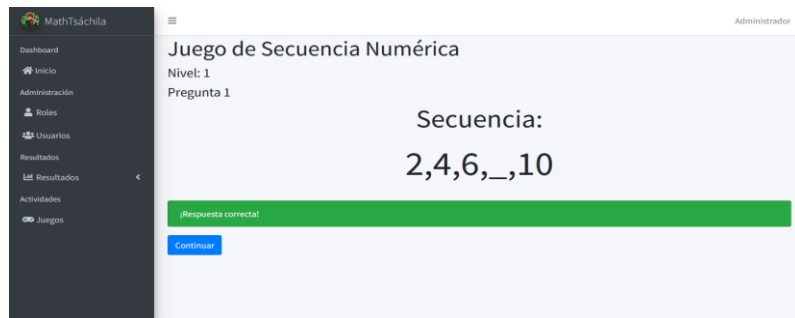 MathTsáchila
Dashboard
Inicio
Administración
Roles
Usuarios
Resultados
Resultados
Actividades
Juegos
Administrador
Juego de Secuencia Numérica
Nivel: 1
Pregunta 1
Secuencia:
2,4,6,_,10
¡Respuesta correcta!
Continuar